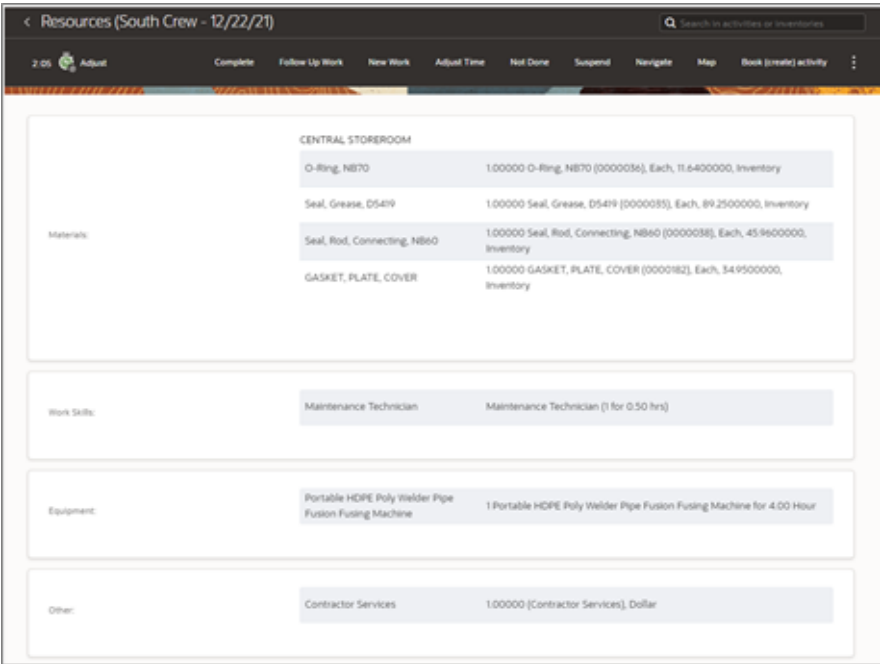 Resources (South Crew - 12/22/21)
Search in activities or inventories
2:05 Adjust
Complete Follow Up Work New Work Adjust Time Not Done Suspend Navigate Map Book (create) activity
CENTRAL STOREROOM
O-Ring, NB70 1.00000 O-Ring, NB70 (0000036), Each, 11.6400000, Inventory
Seal, Grease, D5419 1.00000 Seal, Grease, D5419 (0000035), Each, 89.2500000, Inventory
Materials:
Seal, Rod, Connecting, NB60 1.00000 Seal, Rod, Connecting, NB60 (0000038), Each, 45.9600000,
Inventory
GASKET, PLATE, COVER 1.00000 GASKET, PLATE, COVER (0000182), Each, 34.9500000,
Inventory
Work Skills: Maintenance Technician Maintenance Technician (1 for 0.50 hrs)
Equipment: Portable HDPE Poly Welder Pipe
Fusion Fusing Machine 1 Portable HDPE Poly Welder Pipe Fusion Fusing Machine for 4.00 Hour
Other: Contractor Services 1.00000 (Contractor Services), Dollar